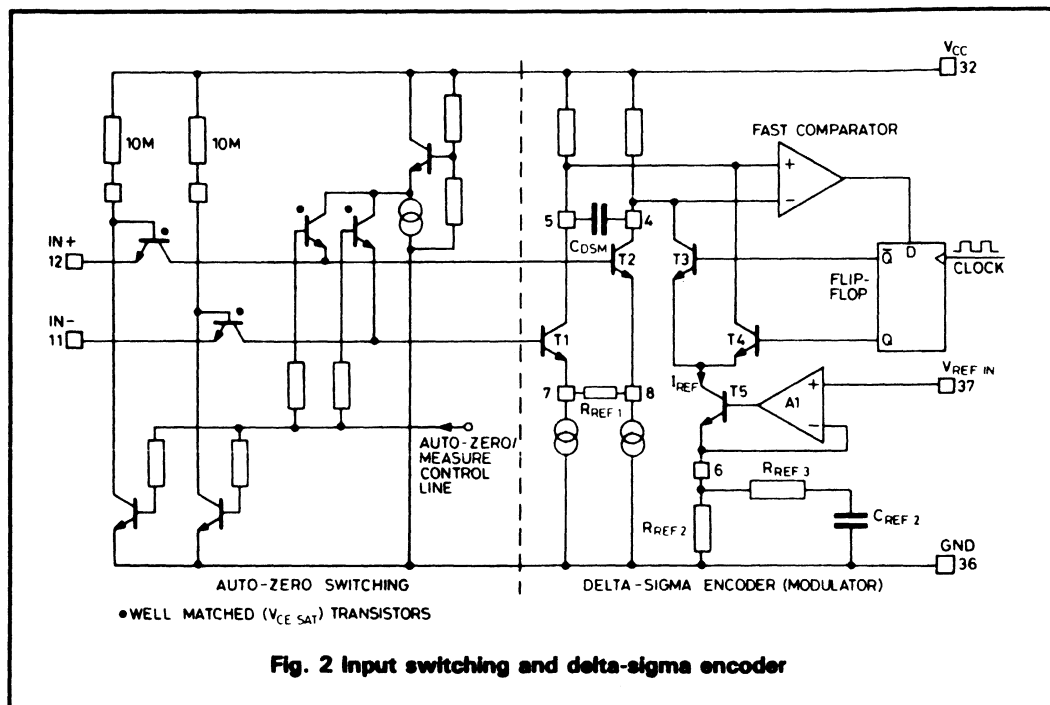 VCC
32
10M
10M
FAST COMPARATOR
+
−
5
4
CDSM
IN+
12
T2
T3
Q̅
D
CLOCK
FLIP-
FLOP
IN-
11
T1
T4
Q
IREF
T5
A1
+
−
VREF IN
37
7
RREF 1
8
AUTO-ZERO/
MEASURE
CONTROL
LINE
6
RREF 3
RREF 2
CREF 2
GND
36
AUTO-ZERO SWITCHING
DELTA-SIGMA ENCODER (MODULATOR)
•WELL MATCHED (VCE SAT) TRANSISTORS
Fig. 2 Input switching and delta-sigma encoder